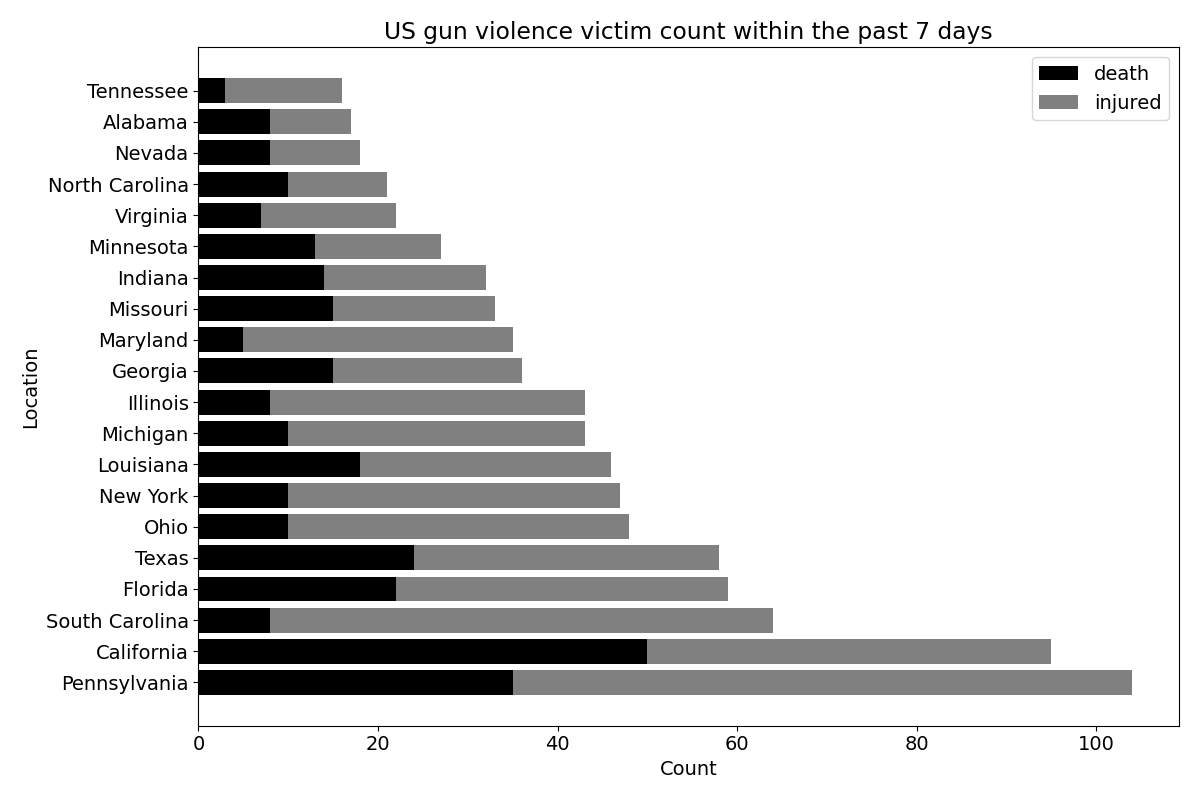 US gun violence victim count within the past 7 days
death
injured
Tennessee
Alabama
Nevada
North Carolina
Virginia
Minnesota
Indiana
Missouri
Maryland
Georgia
Illinois
Michigan
Louisiana
New York
Ohio
Texas
Florida
South Carolina
California
Pennsylvania
Location
0 20 40 60 80 100
Count